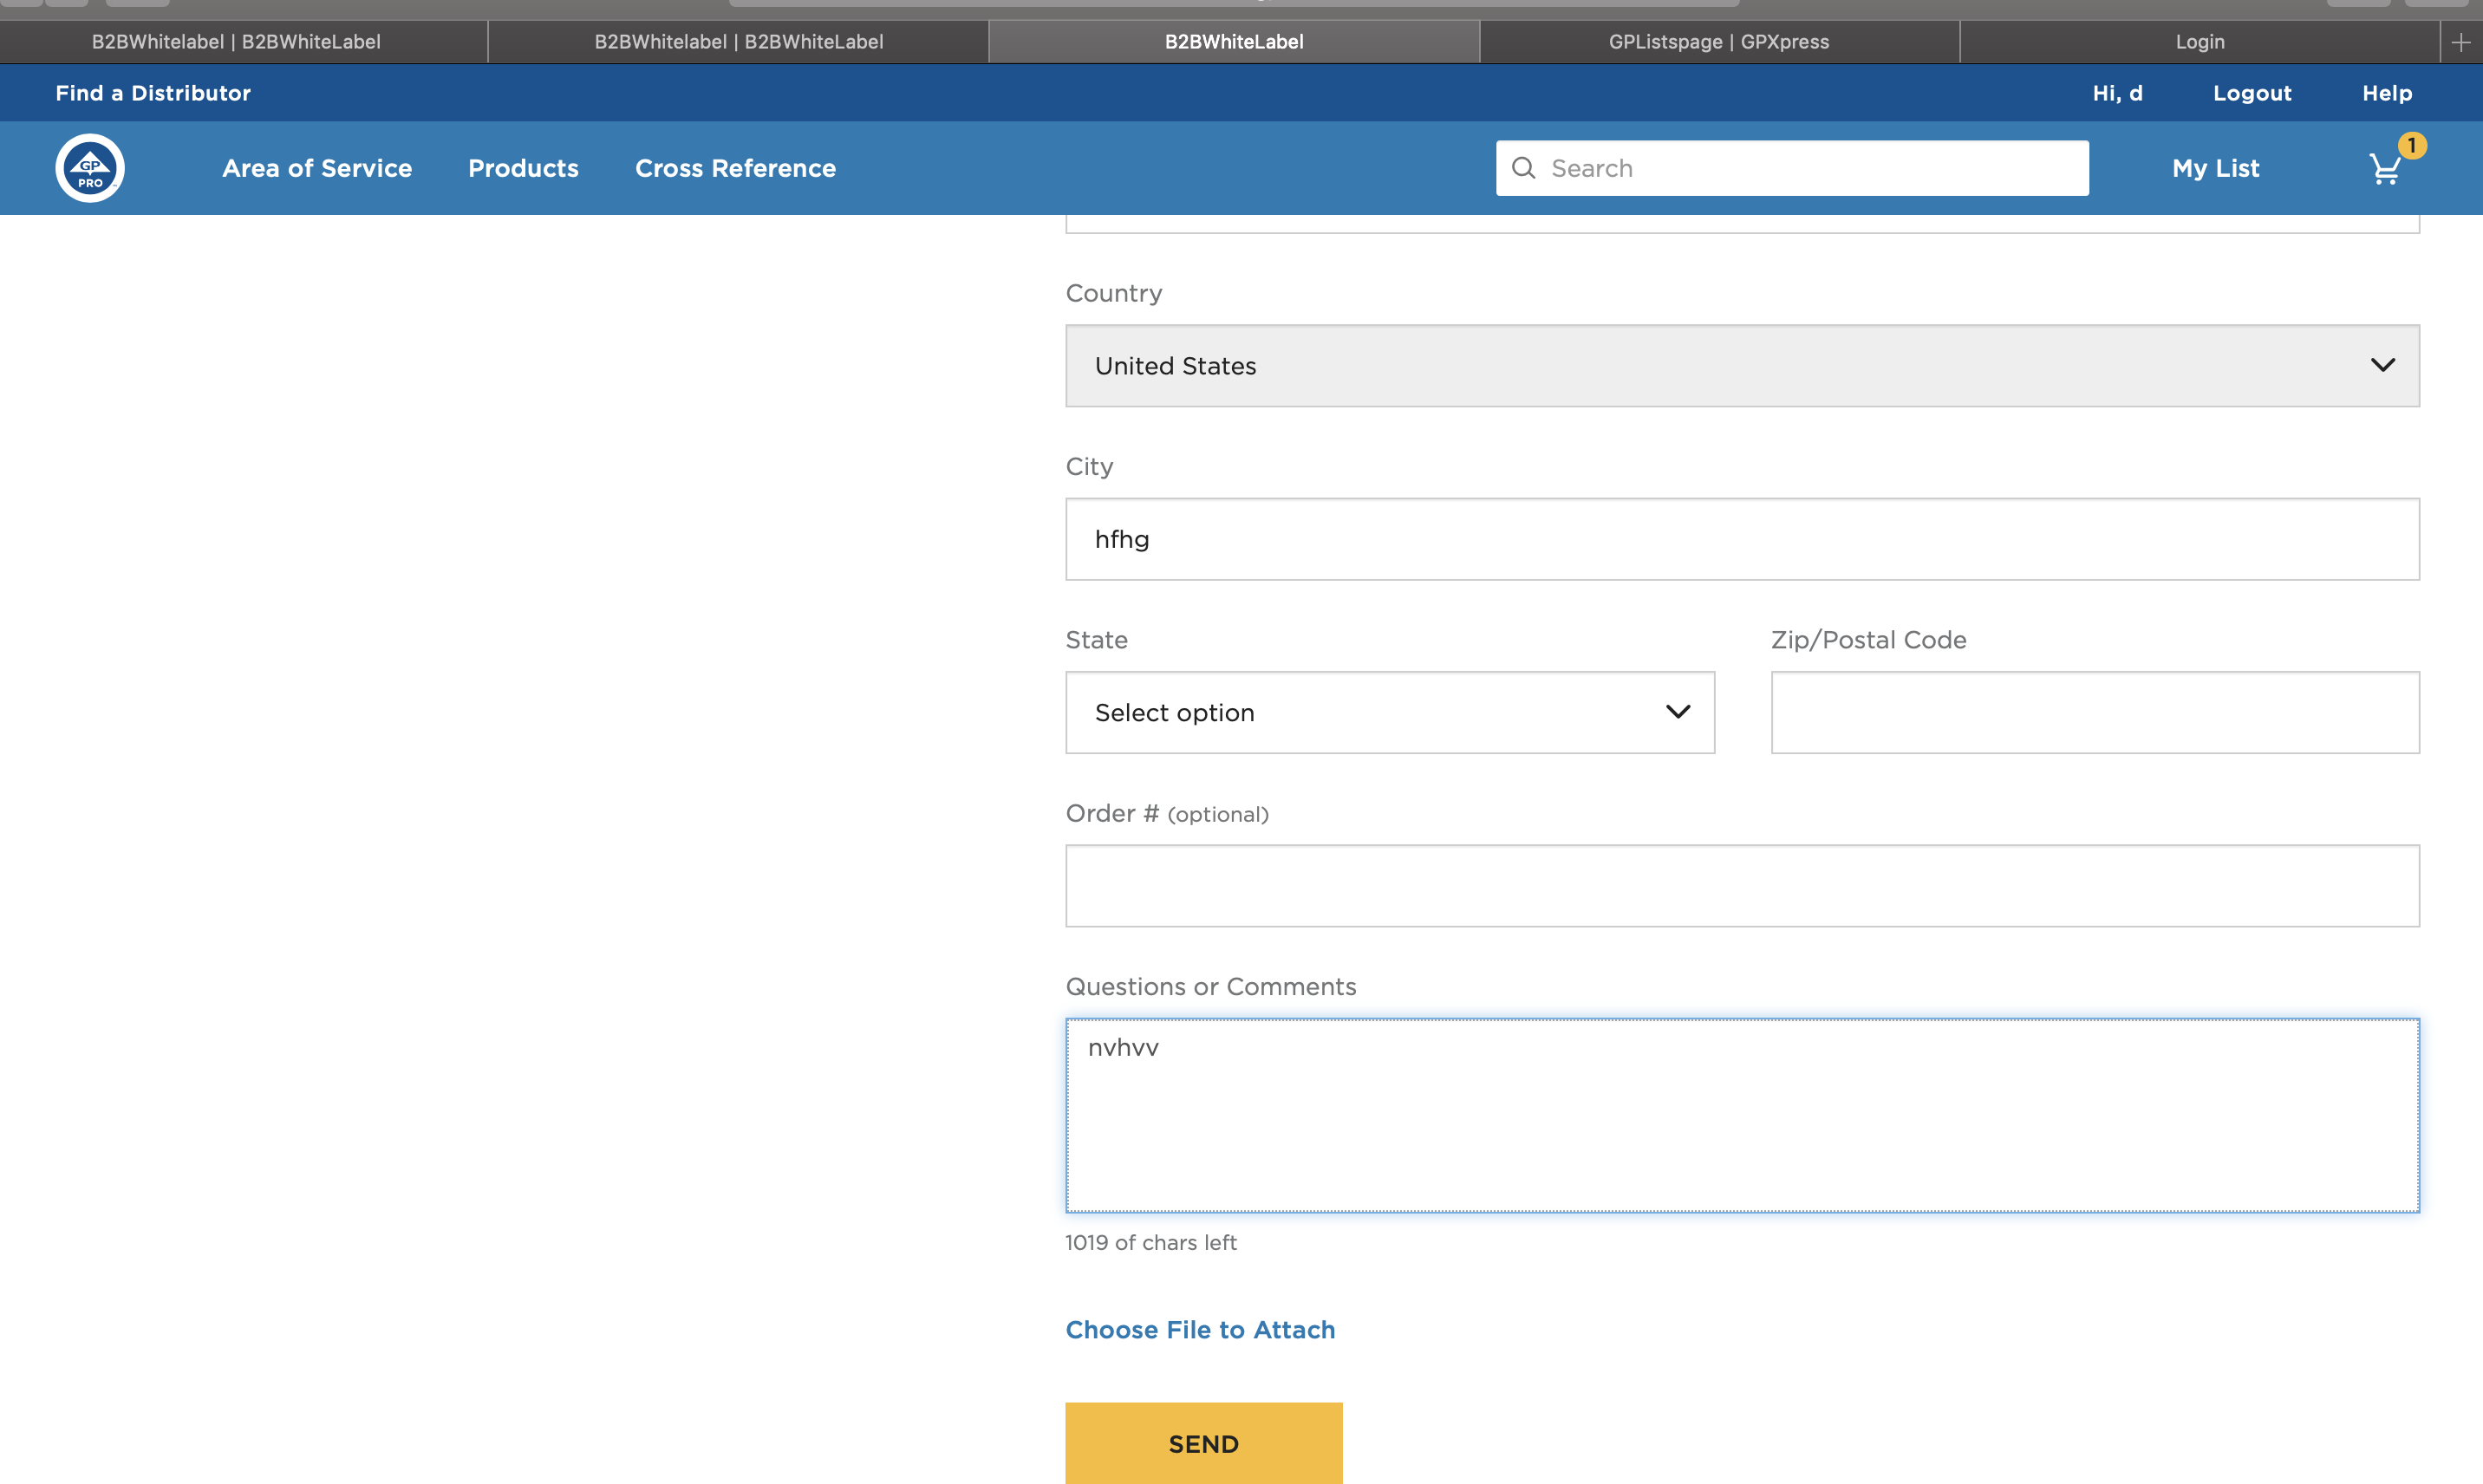 B2BWhitelabel | B2BWhiteLabel
B2BWhitelabel | B2BWhiteLabel
B2BWhiteLabel
GPListspage | GPXpress
Login
Find a Distributor
Hi, d
Logout
Help
GP
PRO
Area of Service
Products
Cross Reference
Search
My List
1
Country
United States
City
hfhg
State
Zip/Postal Code
Select option
Order # (optional)
Questions or Comments
nvhvv
1019 of chars left
Choose File to Attach
SEND